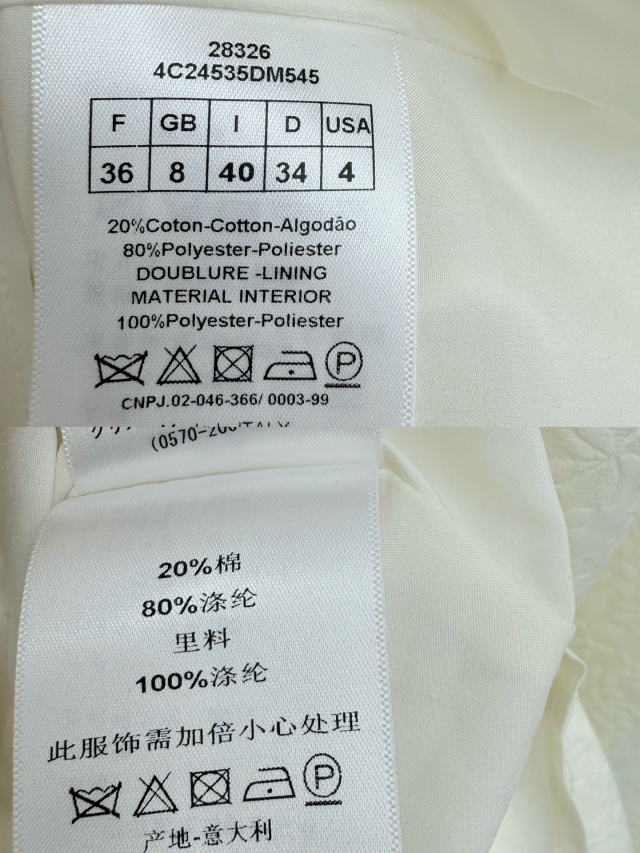 28326
4C24535DM545
F GB I D USA
36 8 40 34 4
20%Coton-Cotton-Algodão
80%Polyester-Poliester
DOUBLURE -LINING
MATERIAL INTERIOR
100%Polyester-Poliester
P
CNPJ.02-046-366/ 0003-99
20%棉
80%涤纶
里料
100%涤纶
此服饰需加倍小心处理
P
产地-意大利